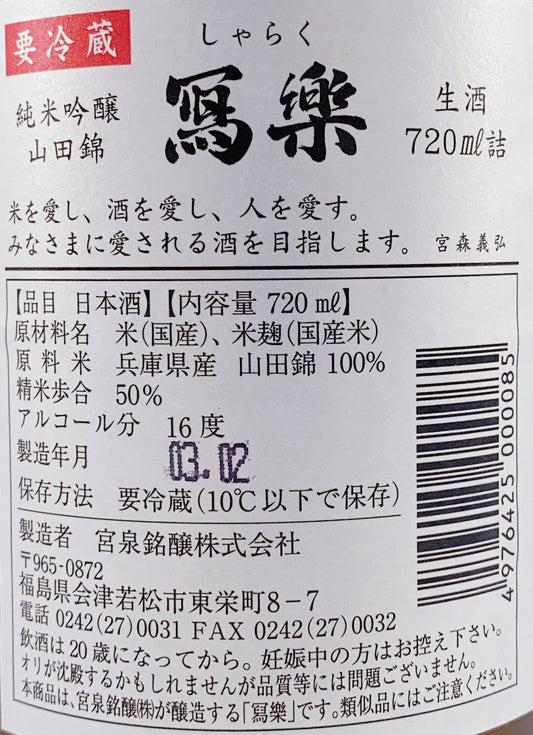 要冷蔵
しゃらく
純米吟醸
山田錦
冩樂
生酒
720㎖詰
米を愛し、酒を愛し、人を愛す。
みなさまに愛される酒を目指します。 宮森義弘
【品目 日本酒】【内容量 720㎖】
原材料名 米(国産)、米麹(国産米)
原料米 兵庫県産 山田錦 100%
精米歩合 50%
アルコール分 16度
製造年月 03.02
保存方法 要冷蔵(10℃以下で保存)
製造者 宮泉銘醸株式会社
〒965-0872
福島県会津若松市東栄町8−7
電話 0242(27)0031 FAX 0242(27)0032
飲酒は20歳になってから。妊娠中の方はお控え下さい。
オリが沈殿するかもしれませんが品質等には問題ございません。
本商品は、宮泉銘醸㈱が醸造する「冩樂」です。類似品にはご注意ください。
4 976425 000085